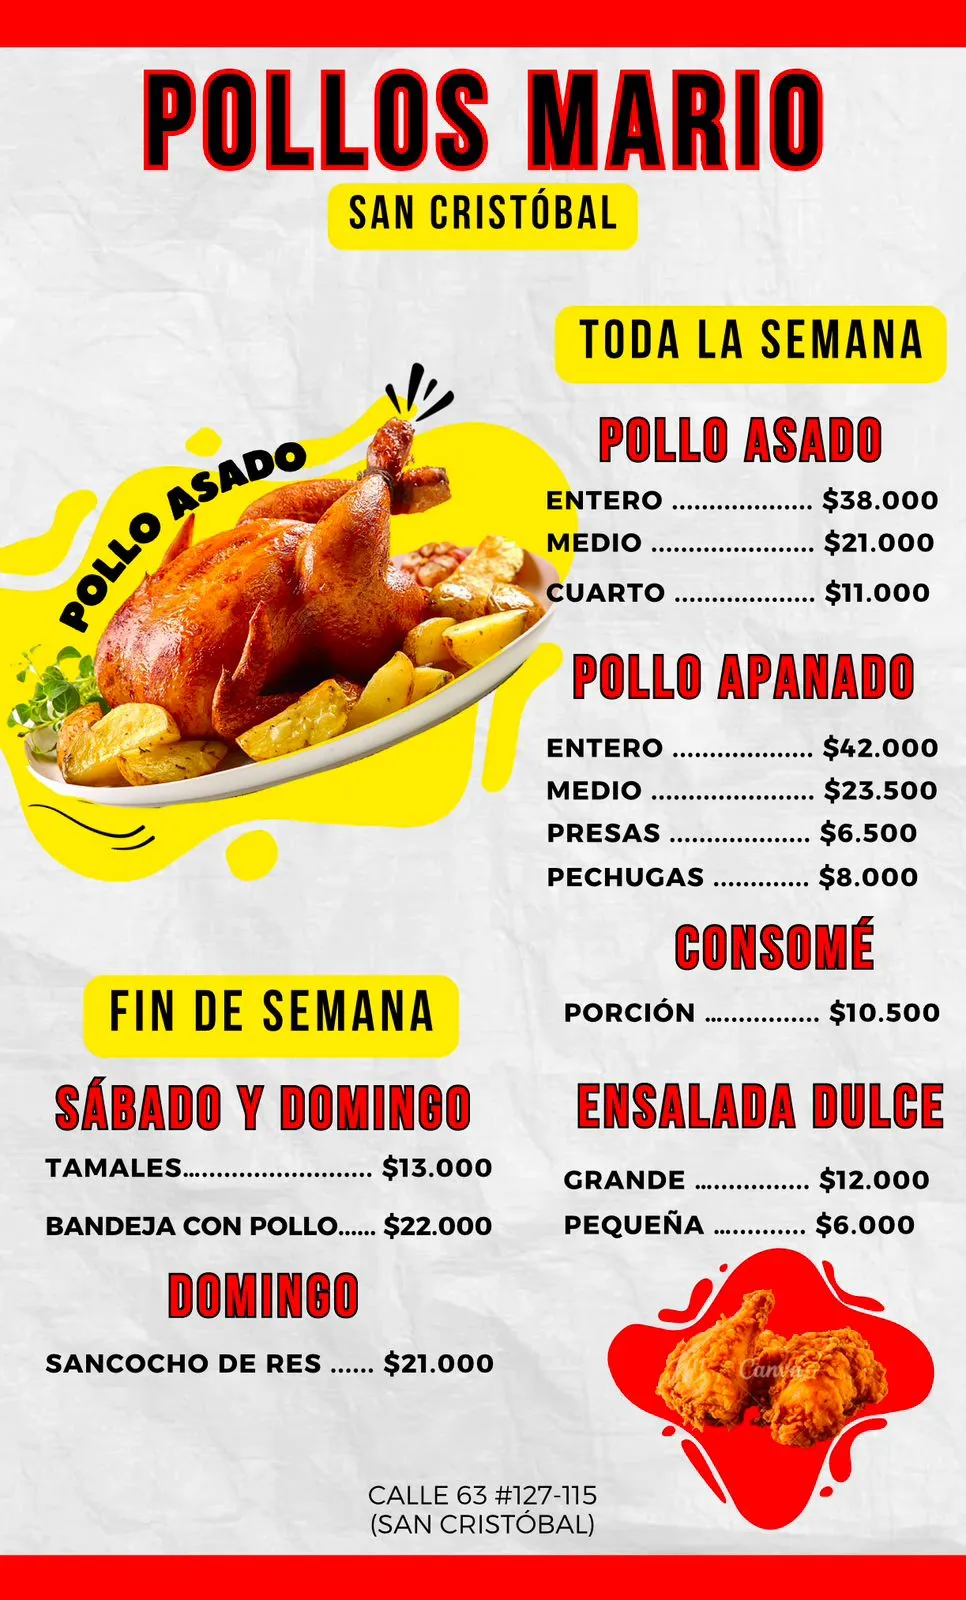 POLLOS MARIO
SAN CRISTÓBAL
TODA LA SEMANA
POLLO ASADO
POLLO ASADO
ENTERO .................. $38.000
MEDIO ..................... $21.000
CUARTO .................. $11.000
POLLO APANADO
ENTERO .................. $42.000
MEDIO ..................... $23.500
PRESAS .................. $6.500
PECHUGAS ............. $8.000
CONSOMÉ
PORCIÓN ............... $10.500
ENSALADA DULCE
GRANDE ............... $12.000
PEQUEÑA ............ $6.000
FIN DE SEMANA
SÁBADO Y DOMINGO
TAMALES........................ $13.000
BANDEJA CON POLLO...... $22.000
DOMINGO
SANCOCHO DE RES ...... $21.000
Canva
CALLE 63 #127-115
(SAN CRISTÓBAL)